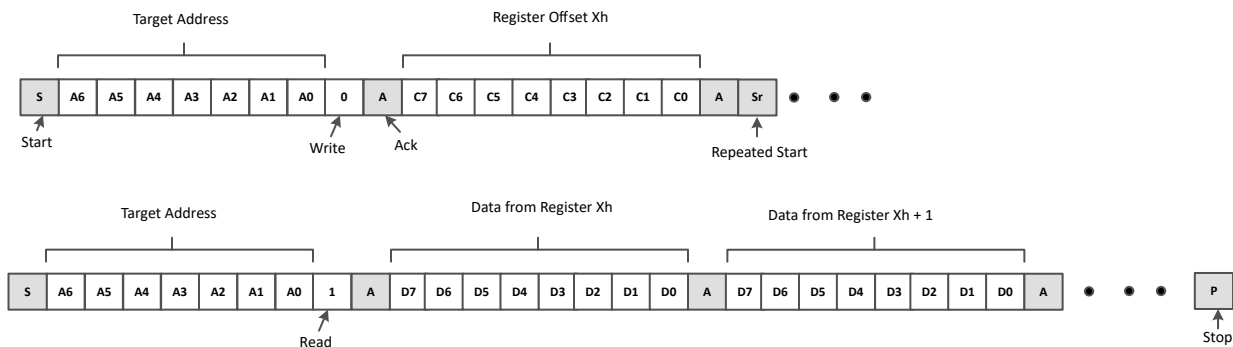 Target Address Register Offset Xh
S A6 A5 A4 A3 A2 A1 A0 0 A C7 C6 C5 C4 C3 C2 C1 C0 A Sr
Start Write Ack Repeated Start
Target Address Data from Register Xh Data from Register Xh + 1
S A6 A5 A4 A3 A2 A1 A0 1 A D7 D6 D5 D4 D3 D2 D1 D0 A D7 D6 D5 D4 D3 D2 D1 D0 A P
Read Stop